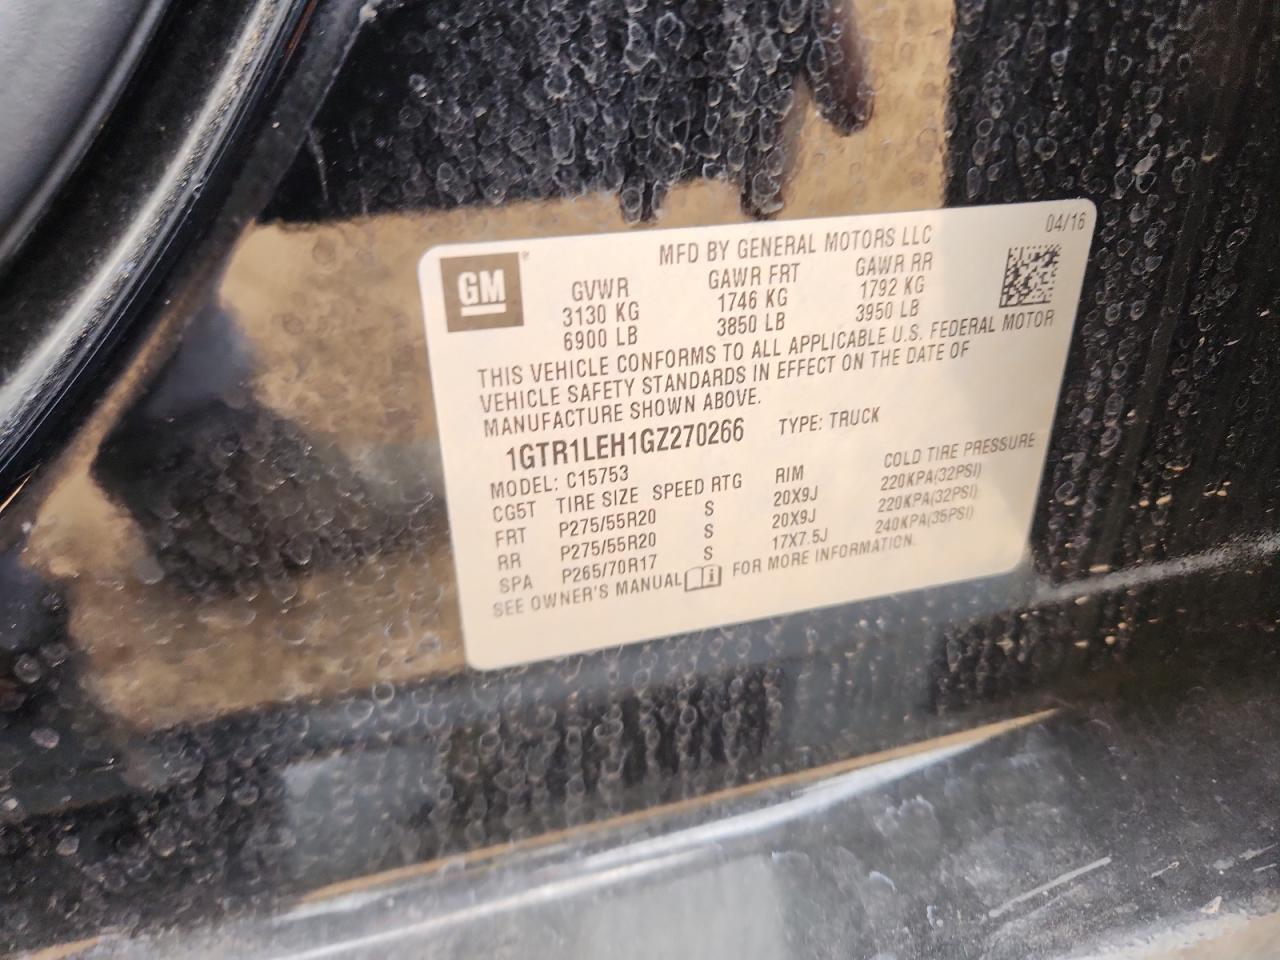 GM
MFD BY GENERAL MOTORS LLC 04/16
GVWR GAWR FRT GAWR RR
3130 KG 1746 KG 1792 KG
6900 LB 3850 LB 3950 LB
THIS VEHICLE CONFORMS TO ALL APPLICABLE U.S. FEDERAL MOTOR
VEHICLE SAFETY STANDARDS IN EFFECT ON THE DATE OF
MANUFACTURE SHOWN ABOVE.
1GTR1LEH1GZ270266 TYPE: TRUCK
MODEL: C15753
CG5T TIRE SIZE SPEED RTG RIM COLD TIRE PRESSURE
FRT P275/55R20 S 20X9J 220KPA(32PSI)
RR P275/55R20 S 20X9J 220KPA(32PSI)
SPA P265/70R17 S 17X7.5J 240KPA(35PSI)
SEE OWNER'S MANUAL FOR MORE INFORMATION.